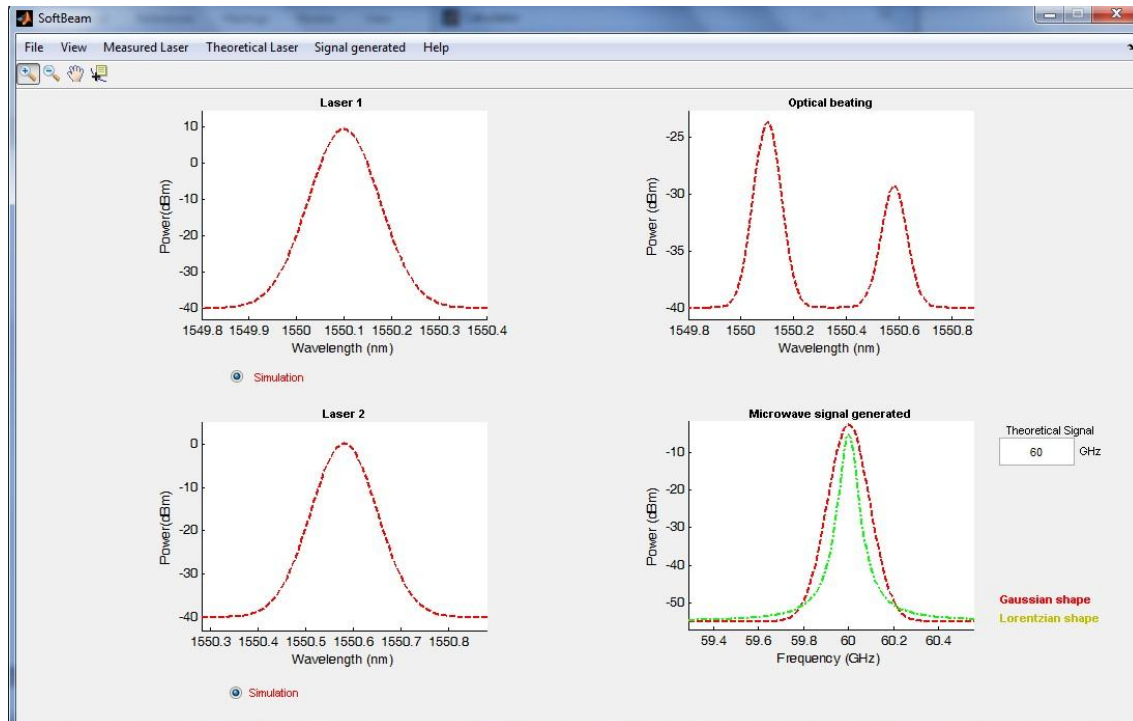 SoftBeam
File View Measured Laser Theoretical Laser Signal generated Help
Laser 1
10
0
-10
-20
-30
-40
Power(dBm)
1549.8 1549.9 1550 1550.1 1550.2 1550.3 1550.4
Wavelength (nm)
Simulation
Optical beating
-25
-30
-35
-40
Power (dBm)
1549.8 1550 1550.2 1550.4 1550.6 1550.8
Wavelength (nm)
Laser 2
0
-10
-20
-30
-40
Power(dBm)
1550.3 1550.4 1550.5 1550.6 1550.7 1550.8
Wavelength (nm)
Simulation
Microwave signal generated
-10
-20
-30
-40
-50
Power (dBm)
59.4 59.6 59.8 60 60.2 60.4
Frequency (GHz)
Theoretical Signal
60 GHz
Gaussian shape
Lorentzian shape